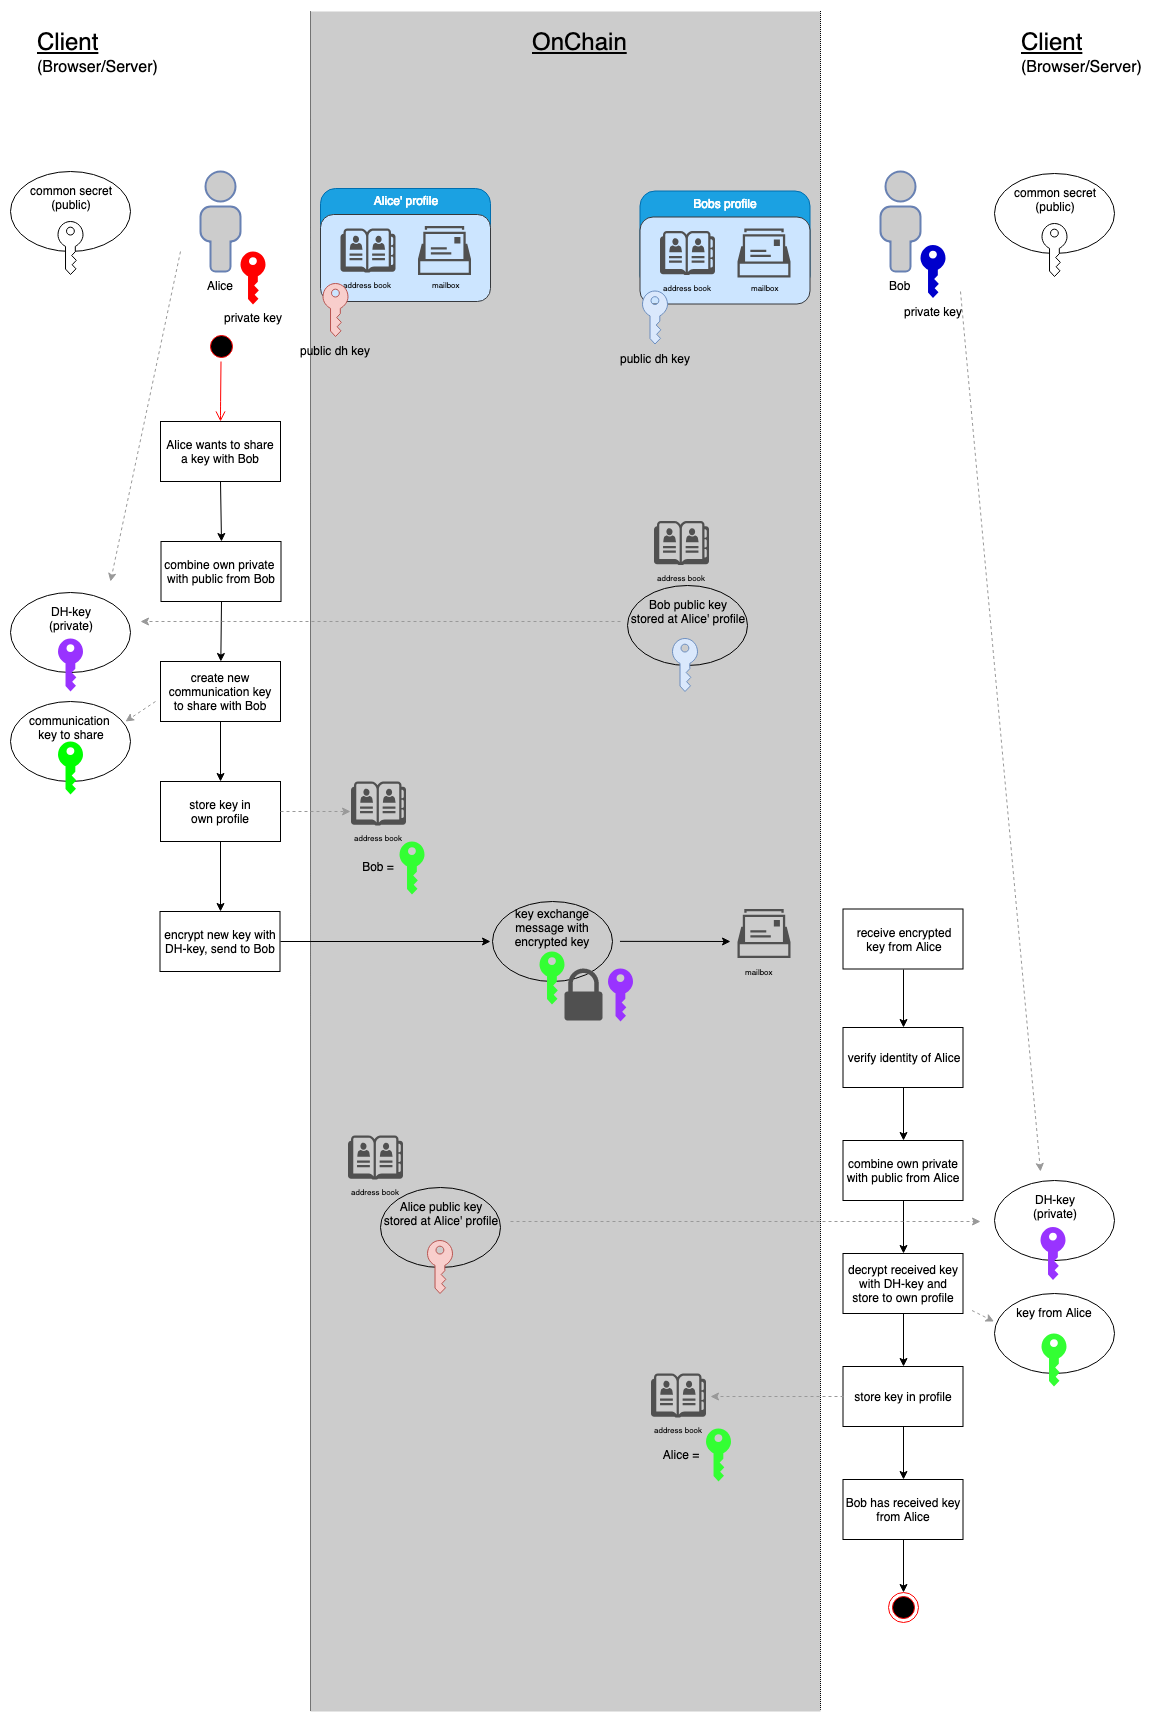 Client
(Browser/Server)
OnChain
Client
(Browser/Server)
common secret
(public)
Alice
private key
Alice' profile
address book
mailbox
public dh key
Bobs profile
address book
mailbox
public dh key
Bob
private key
common secret
(public)
Alice wants to share
a key with Bob
combine own private
with public from Bob
address book
Bob public key
stored at Alice' profile
DH-key
(private)
create new
communication key
to share with Bob
communication
key to share
store key in
own profile
address book
Bob =
encrypt new key with
DH-key, send to Bob
key exchange
message with
encrypted key
mailbox
receive encrypted
key from Alice
verify identity of Alice
combine own private
with public from Alice
address book
Alice public key
stored at Alice' profile
DH-key
(private)
decrypt received key
with DH-key and
store to own profile
key from Alice
store key in profile
address book
Alice =
Bob has received key
from Alice